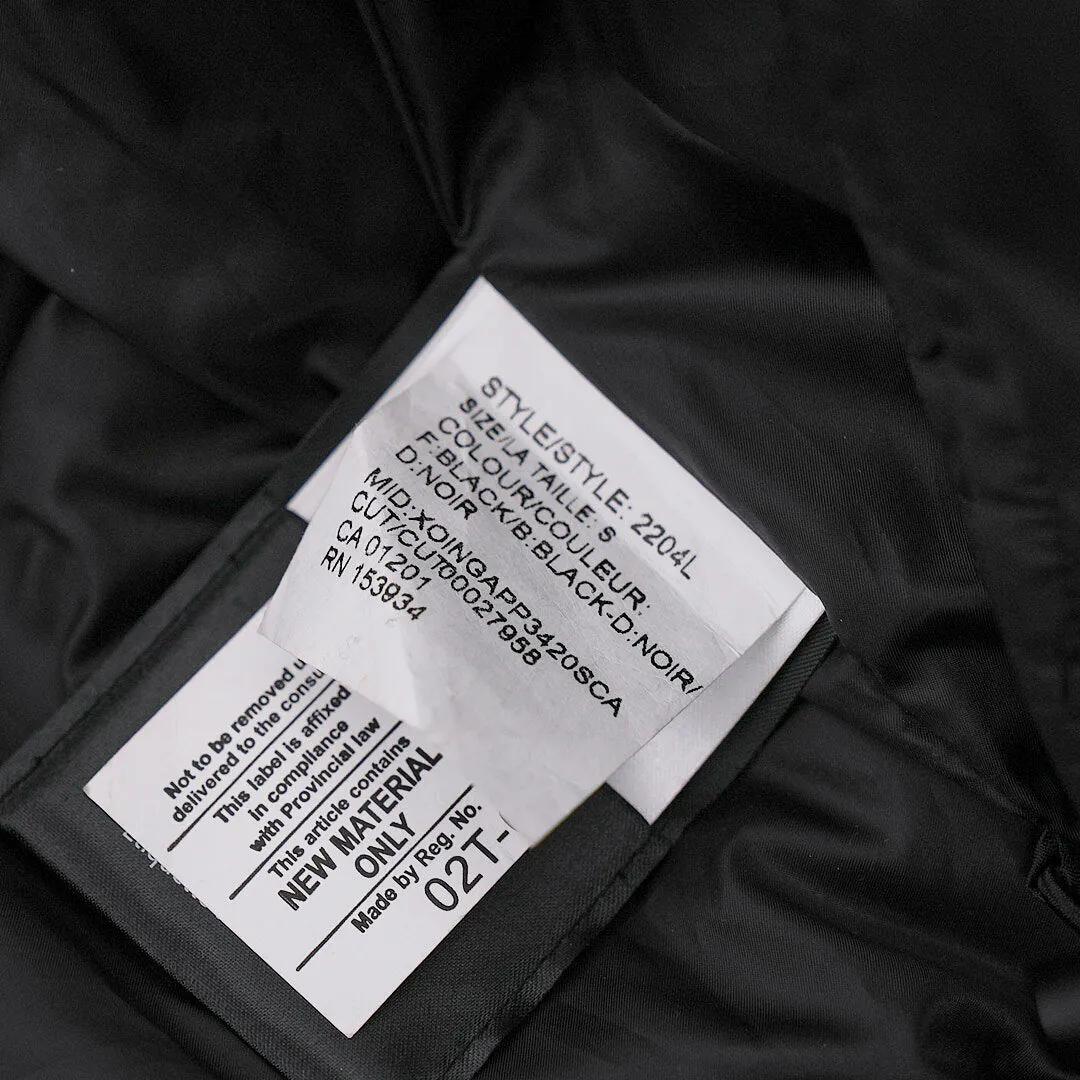 STYLE/STYLE: 2204L
SIZE/LA TAILLE: S
COLOUR/COULEUR:
F:BLACK/B:BLACK-D:NOIR/
D:NOIR
MID:XOINGAPP3420SCA
CUT/CUT00027958
CA 01201
RN 153934
Not to be removed u
delivered to the consu
This label is affixed
in compliance
with Provincial law
This article contains
NEW MATERIAL
ONLY
Made by Reg. No.
02T-